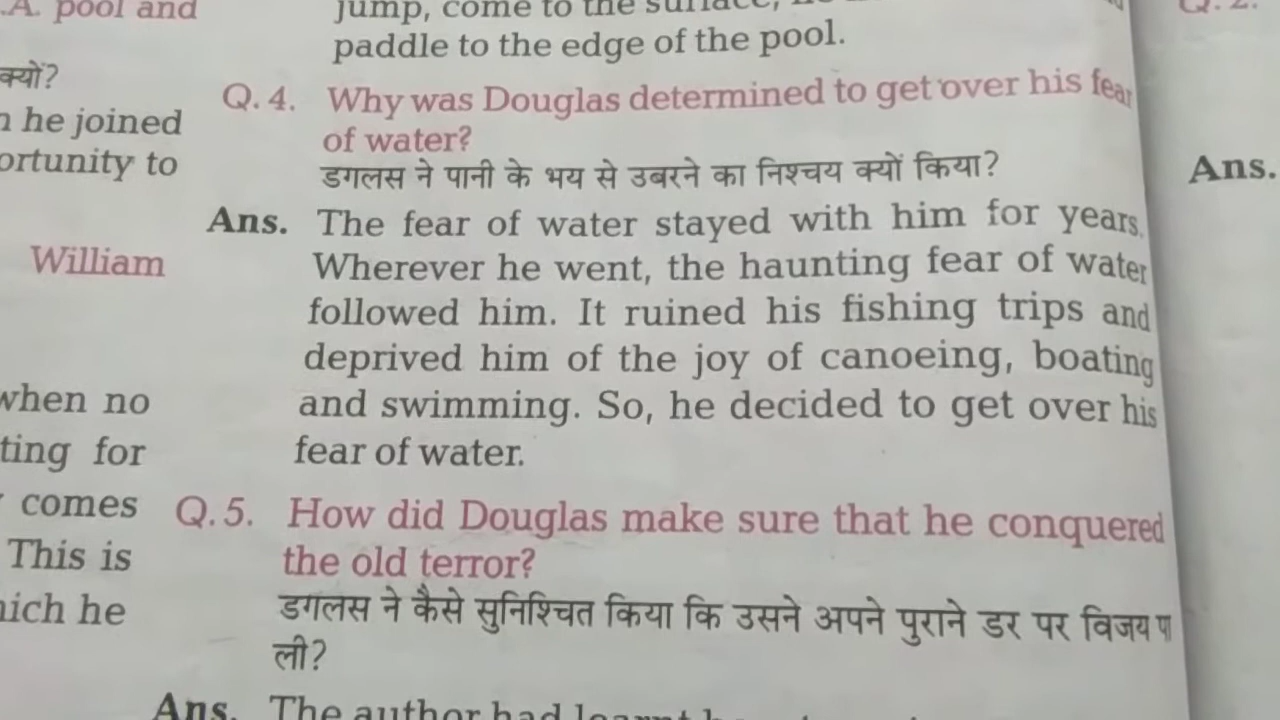 .A. pool and
क्यों?
n he joined
ortunity to
William
when no
ting for
comes
This is
he
jump, come to the surface,
paddle to the edge of the pool.
Q. 4. Why was Douglas determined to get over his fear
of water?
डगलस ने पानी के भय से उबरने का निश्चय क्यों किया?
Ans. The fear of water stayed with him for years.
Wherever he went, the haunting fear of water
followed him. It ruined his fishing trips and
deprived him of the joy of canoeing, boating
and swimming. So, he decided to get over his
fear of water.
Q. 5. How did Douglas make sure that he conquered
the old terror?
डगलस ने कैसे सुनिश्चित किया कि उसने अपने पुराने डर पर विजय पा
ली?
Ans. The author had learnt
Q. 2.
Ans.